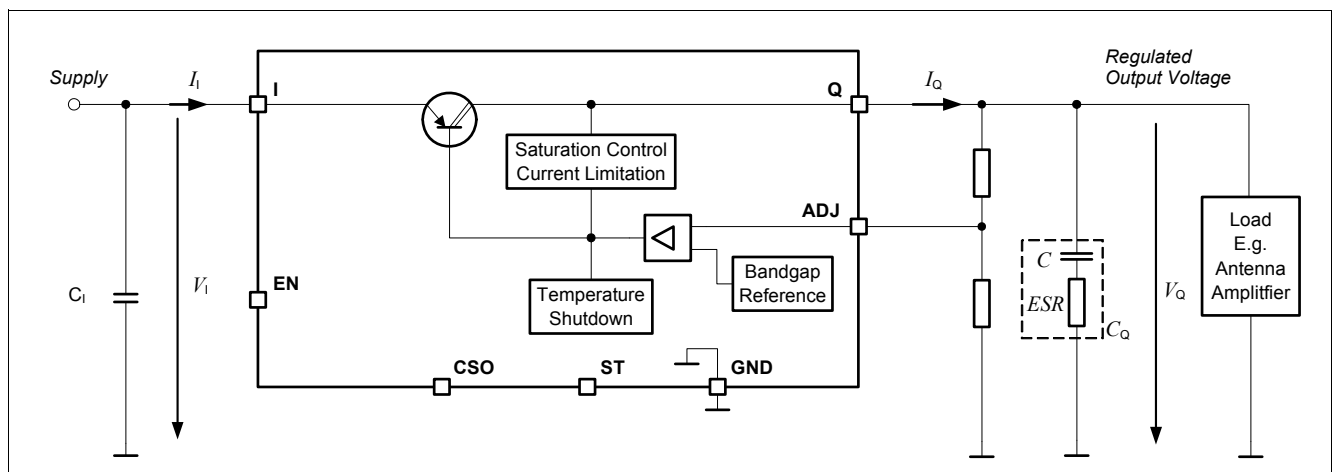 Supply
I_I
I
Q
I_Q
Regulated
Output Voltage
Saturation Control
Current Limitation
ADJ
Load
E.g.
Antenna
Amplitfier
C_I
V_I
EN
Temperature
Shutdown
Bandgap
Reference
C
ESR
C_Q
V_Q
CSO
ST
GND